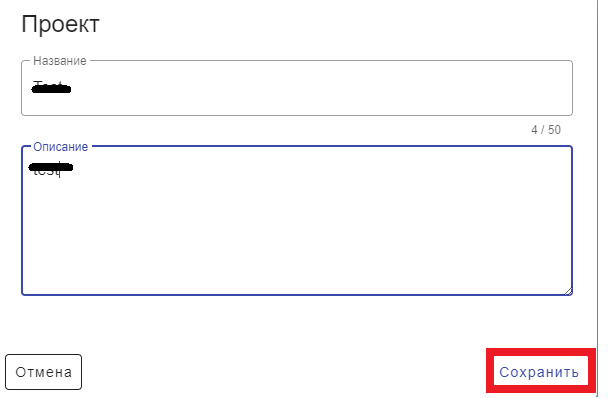 Проект
Название
4 / 50
Описание
Отмена
Сохранить